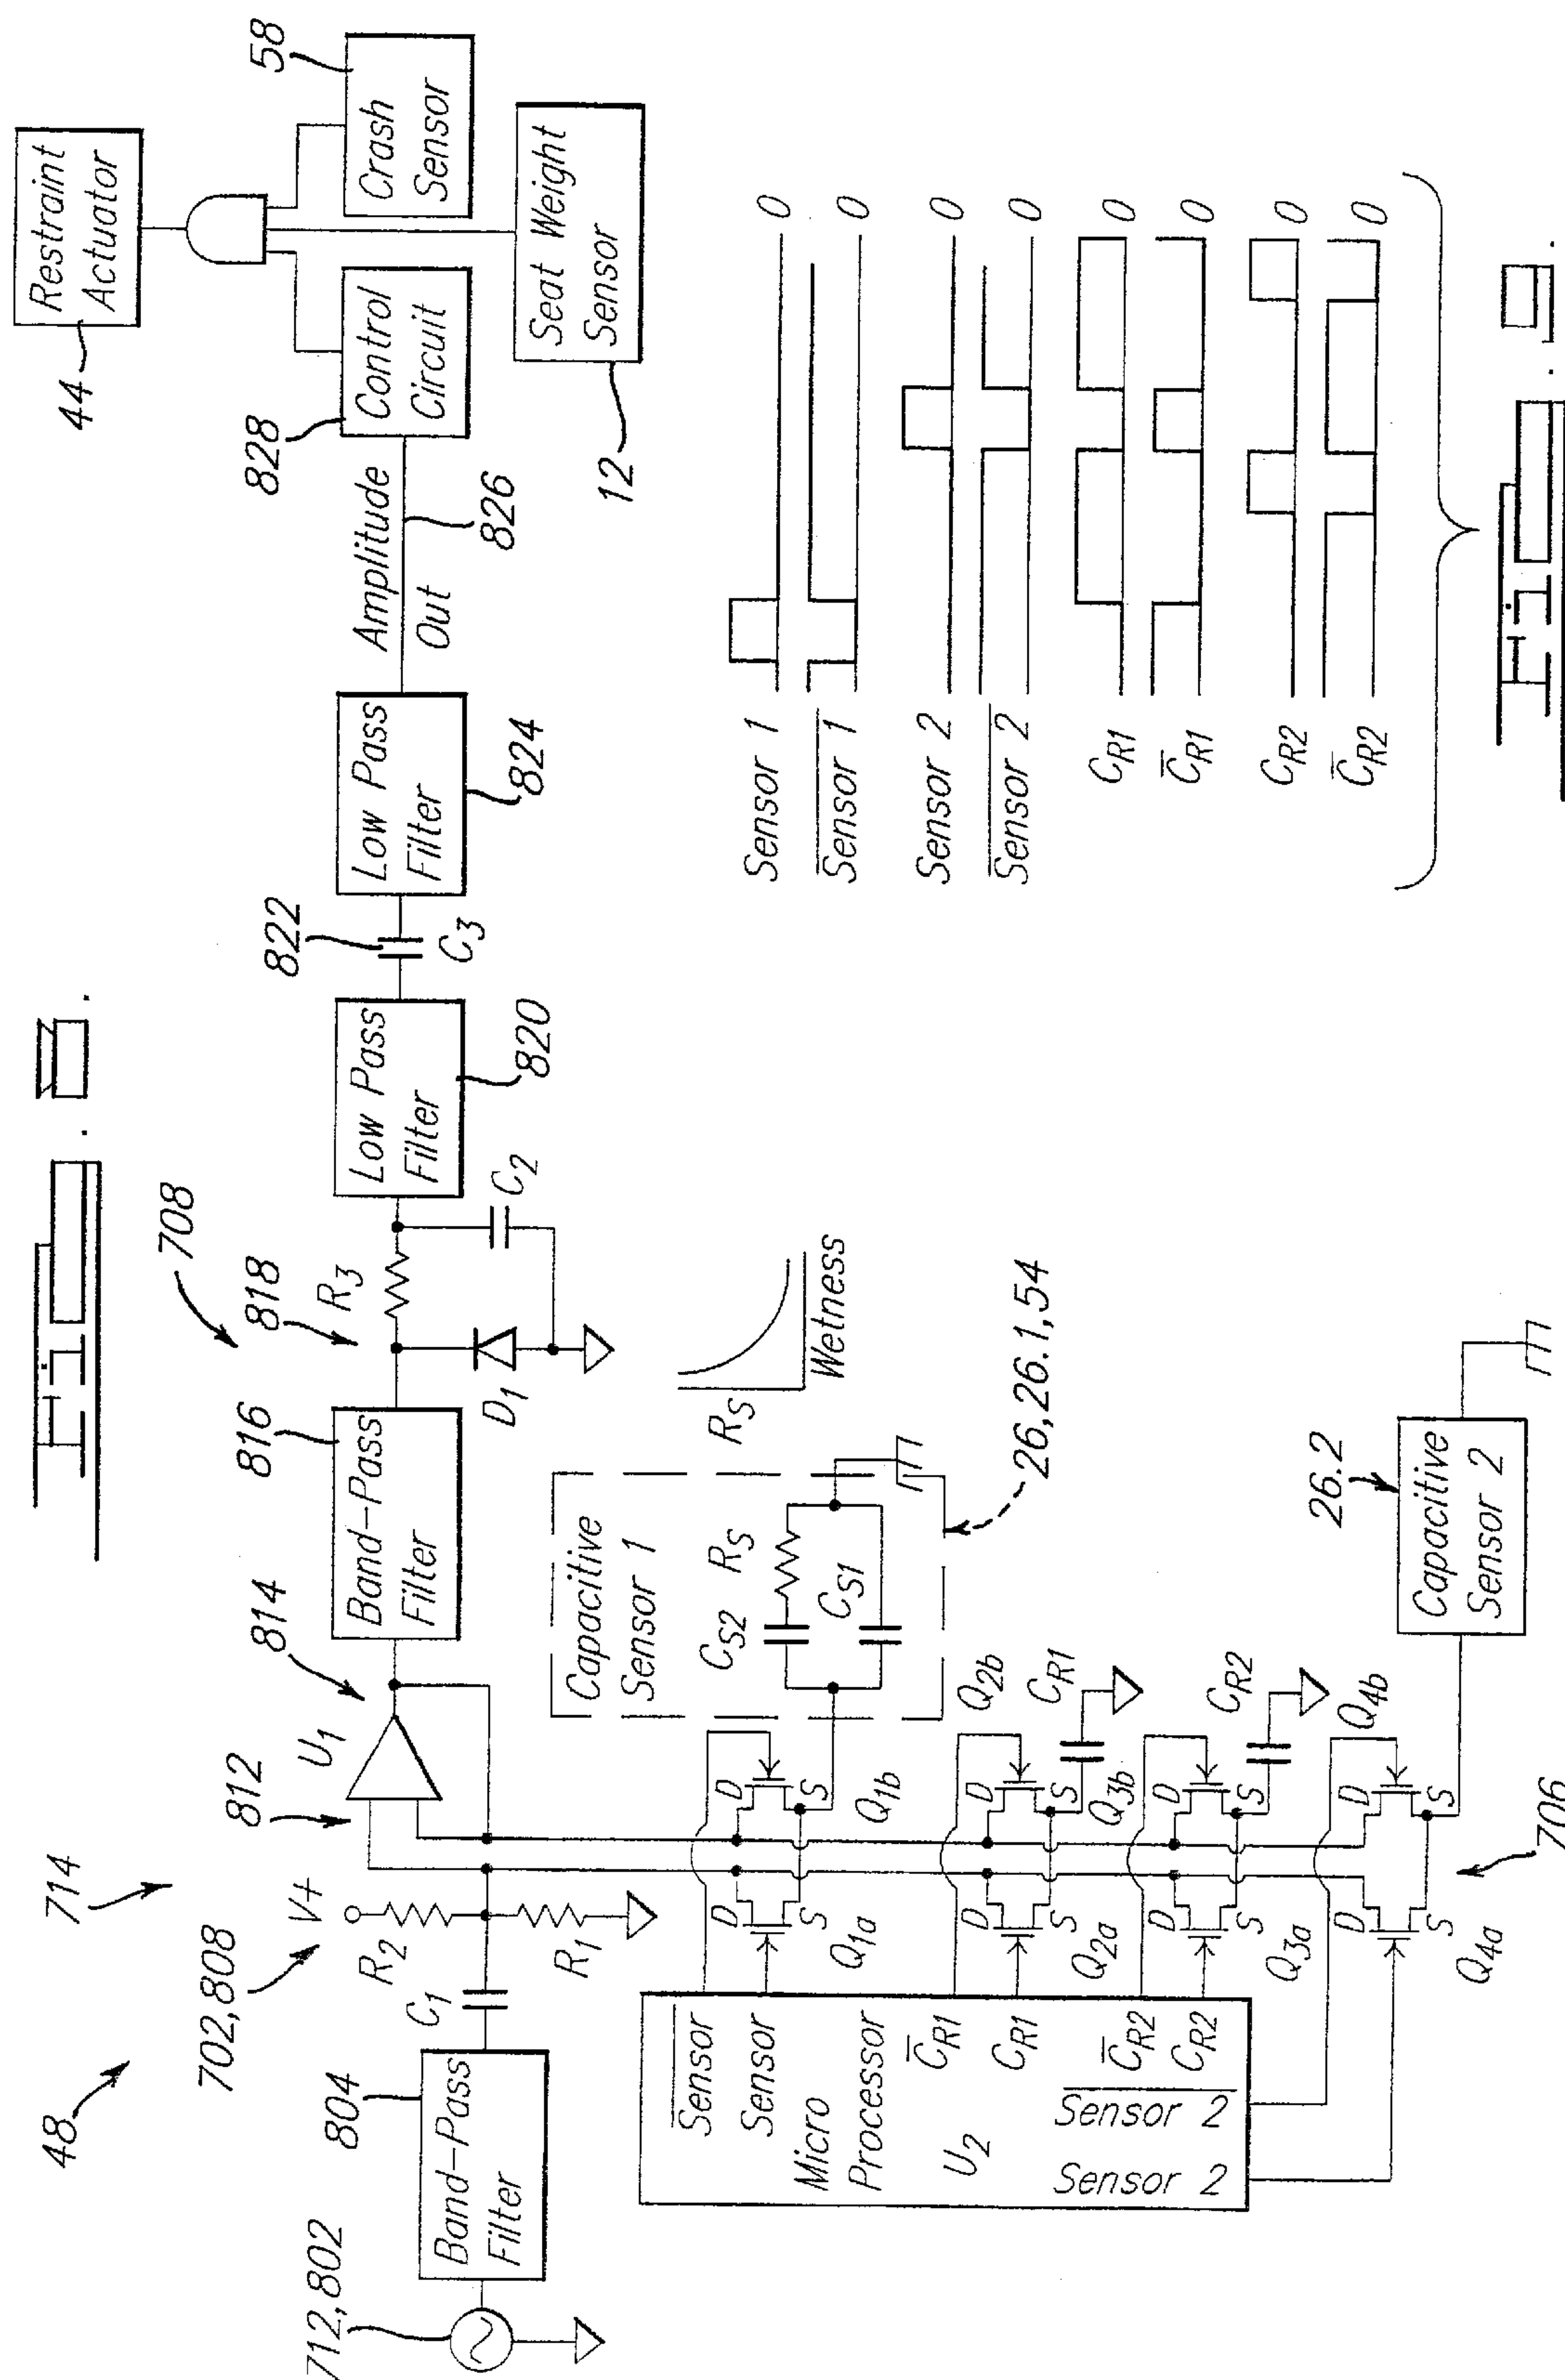 48
714
702,808
712,802
804
Band-Pass
Filter
C1
V+
R2
R1
812
U1
814
816
Band-Pass
Filter
818
708
R3
D1
C2
Low Pass
Filter
820
822
C3
Low Pass
Filter
824
Amplitude
Out
826
828
Control
Circuit
44
Restraint
Actuator
58
Crash
Sensor
Seat Weight
Sensor
12
S̅e̅n̅s̅o̅r̅
Sensor
Micro
Processor
U2
C̅R1
CR1
C̅R2
CR2
S̅e̅n̅s̅o̅r̅ ̅2̅
Sensor 2
D
S
Q1a
D
S
Q1b
D
S
Q2a
D
S
Q2b
CR1
D
S
Q3a
D
S
Q3b
CR2
D
S
Q4a
D
S
Q4b
706
Capacitive
Sensor 1
CS2
RS
CS1
26,26.1,54
RS
Wetness
26.2
Capacitive
Sensor 2
Sensor 1
0
S̅e̅n̅s̅o̅r̅ ̅1̅
0
Sensor 2
0
S̅e̅n̅s̅o̅r̅ ̅2̅
0
CR1
0
C̅R1
0
CR2
0
C̅R2
0